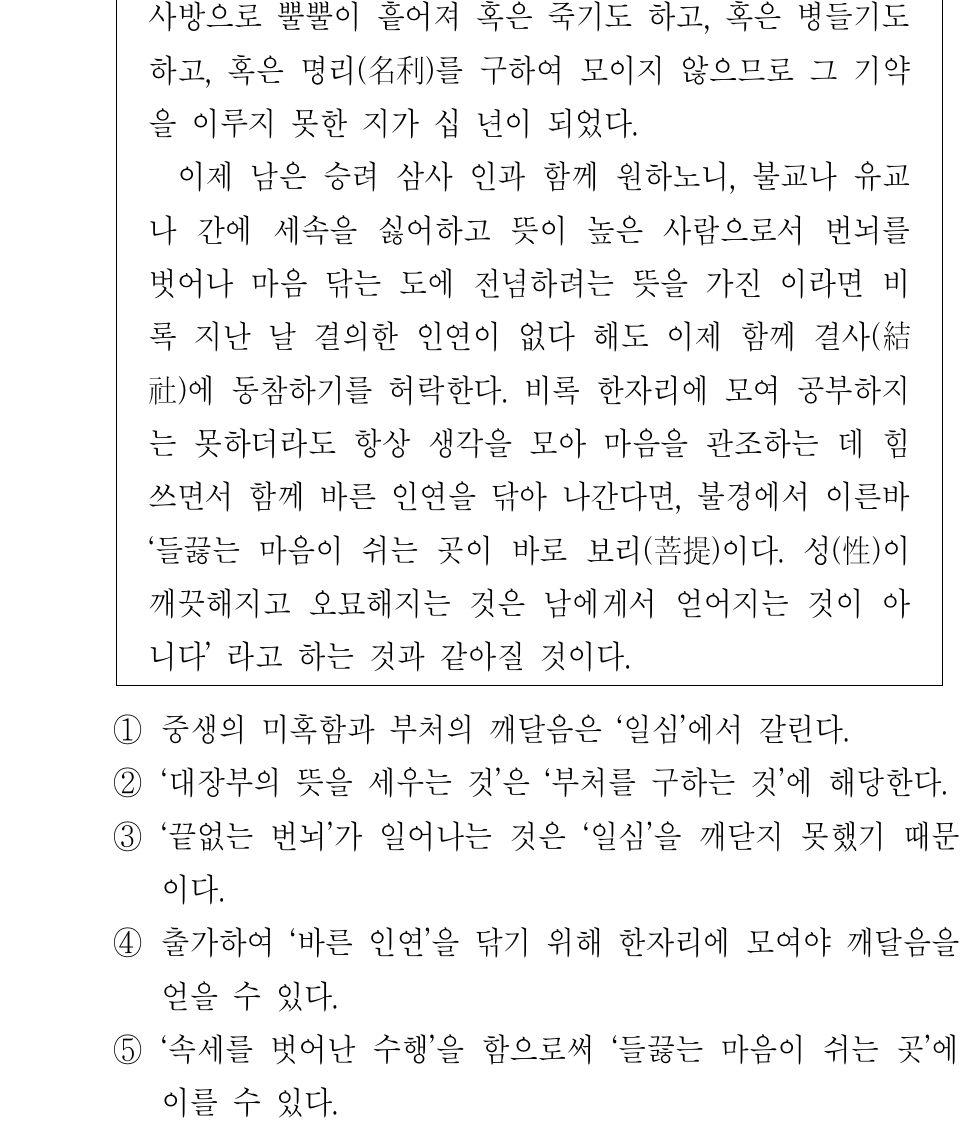 사방으로 뿔뿔이 흩어져 혹은 죽기도 하고, 혹은 병들기도
하고, 혹은 명리(名利)를 구하여 모이지 않으므로 그 기약
을 이루지 못한 지가 십 년이 되었다.
이제 남은 승려 삼사 인과 함께 원하노니, 불교나 유교
나 간에 세속을 싫어하고 뜻이 높은 사람으로서 번뇌를
벗어나 마음 닦는 도에 전념하려는 뜻을 가진 이라면 비
록 지난 날 결의한 인연이 없다 해도 이제 함께 결사(結
社)에 동참하기를 허락한다. 비록 한자리에 모여 공부하지
는 못하더라도 항상 생각을 모아 마음을 관조하는 데 힘
쓰면서 함께 바른 인연을 닦아 나간다면, 불경에서 이른바
‘들끓는 마음이 쉬는 곳이 바로 보리(菩提)이다. 성(性)이
깨끗해지고 오묘해지는 것은 남에게서 얻어지는 것이 아
니다’ 라고 하는 것과 같아질 것이다.
① 중생의 미혹함과 부처의 깨달음은 ‘일심’에서 갈린다.
② ‘대장부의 뜻을 세우는 것’은 ‘부처를 구하는 것’에 해당한다.
③ ‘끝없는 번뇌’가 일어나는 것은 ‘일심’을 깨닫지 못했기 때문
이다.
④ 출가하여 ‘바른 인연’을 닦기 위해 한자리에 모여야 깨달음을
얻을 수 있다.
⑤ ‘속세를 벗어난 수행’을 함으로써 ‘들끓는 마음이 쉬는 곳’에
이를 수 있다.